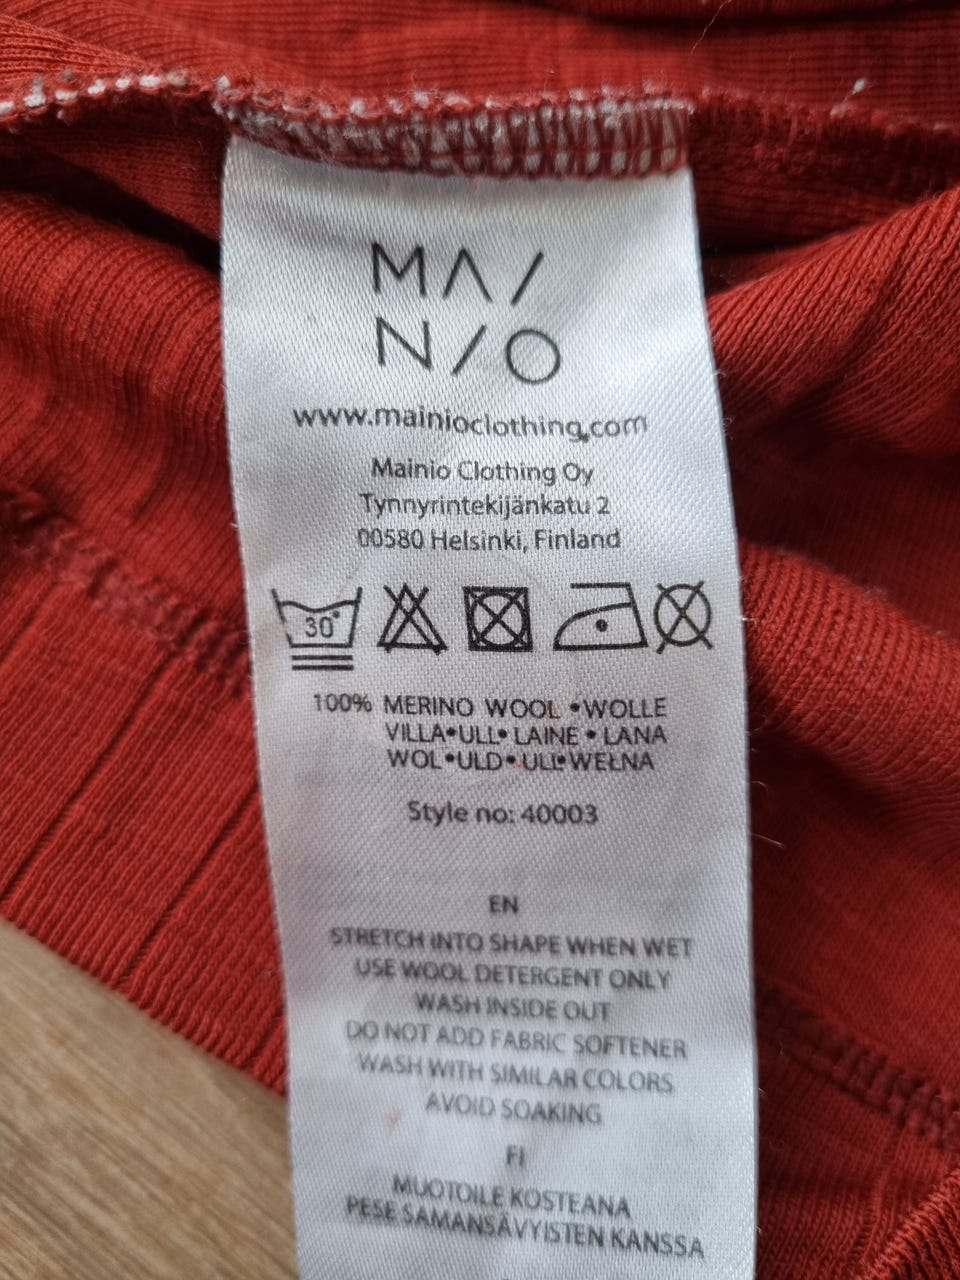 MAI
NIO
www.mainioclothing.com
Mainio Clothing Oy
Tynnyrintekijänkatu 2
00580 Helsinki, Finland
30°
100% MERINO WOOL •WOLLE
VILLA•ULL• LAINE • LANA
WOL•ULD•ULL•WEŁNA
Style no: 40003
EN
STRETCH INTO SHAPE WHEN WET
USE WOOL DETERGENT ONLY
WASH INSIDE OUT
DO NOT ADD FABRIC SOFTENER
WASH WITH SIMILAR COLORS
AVOID SOAKING
FI
MUOTOILE KOSTEANA
PESE SAMANSÄVYISTEN KANSSA